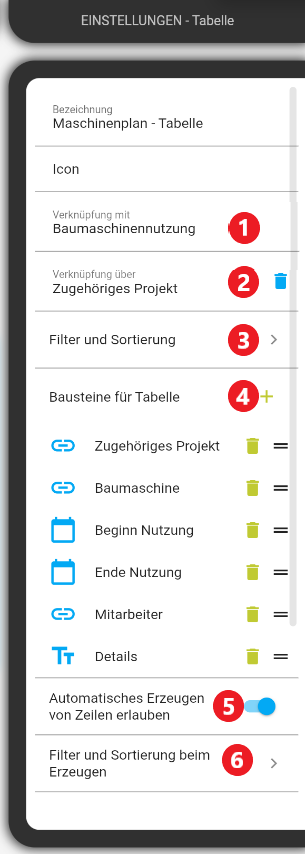 EINSTELLUNGEN - Tabelle
Bezeichnung
Maschinenplan - Tabelle
Icon
Verknüpfung mit
Baumaschinennutzung 1
Verknüpfung über
Zugehöriges Projekt 2
Filter und Sortierung 3
Bausteine für Tabelle 4
Zugehöriges Projekt
Baumaschine
Beginn Nutzung
Ende Nutzung
Mitarbeiter
Tт Details
Automatisches Erzeugen
von Zeilen erlauben 5
Filter und Sortierung beim
Erzeugen 6